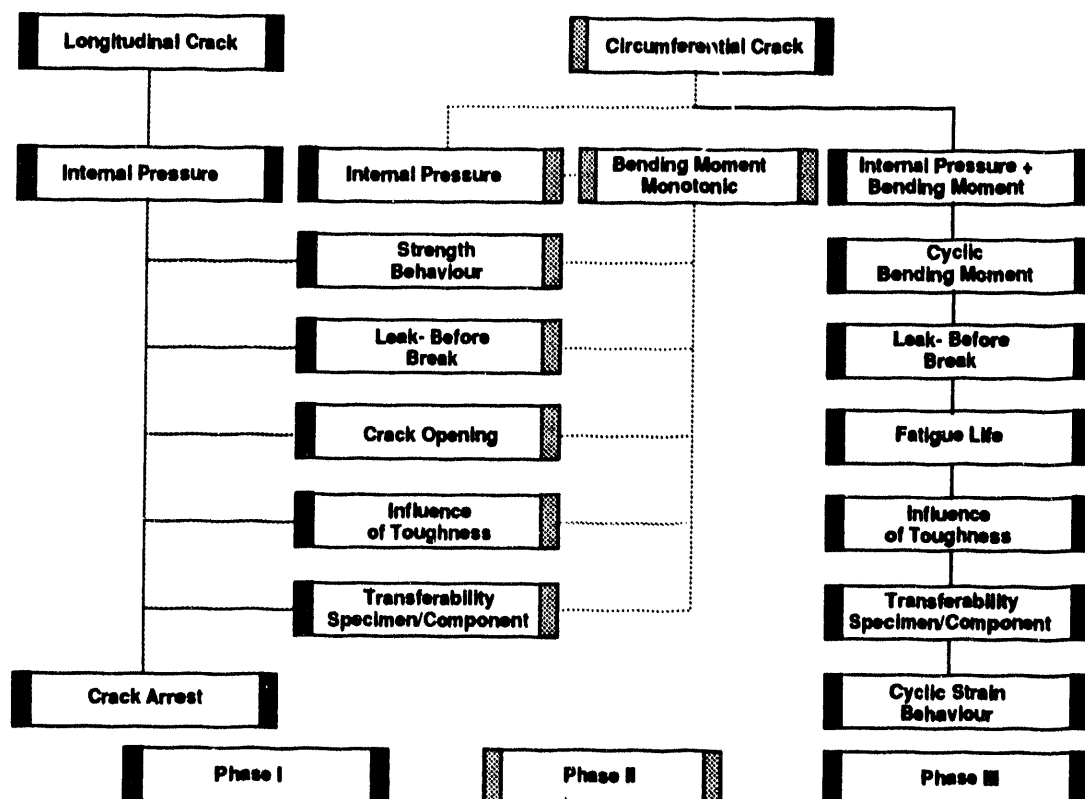 Longitudinal Crack
Circumferential Crack
Internal Pressure
Internal Pressure
Bending Moment
Monotonic
Internal Pressure +
Bending Moment
Strength
Behaviour
Cyclic
Bending Moment
Leak- Before
Break
Leak- Before
Break
Crack Opening
Fatigue Life
Influence
of Toughness
Influence
of Toughness
Transferability
Specimen/Component
Transferability
Specimen/Component
Crack Arrest
Cyclic Strain
Behaviour
Phase I
Phase II
Phase III